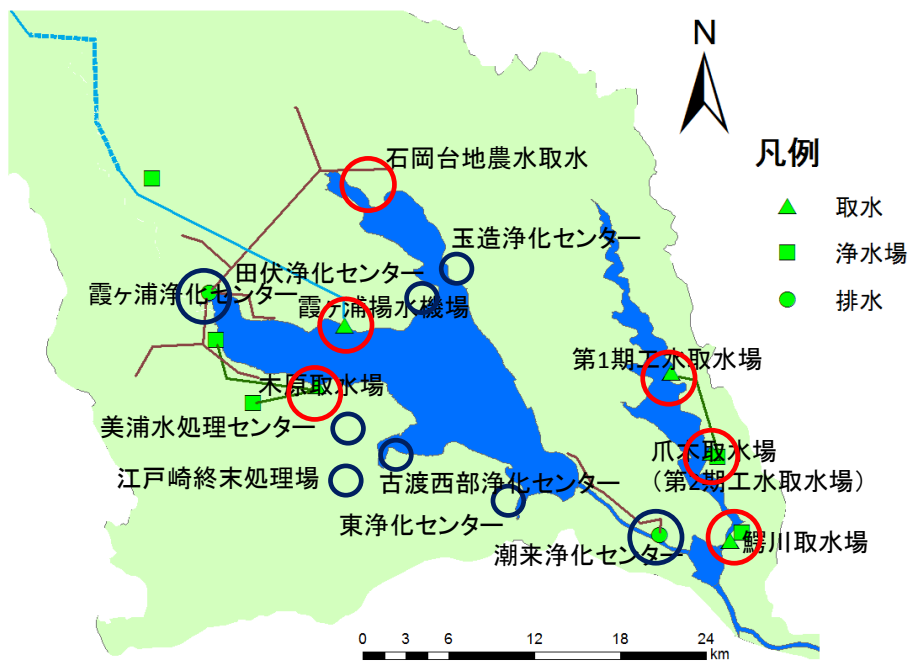 N
凡例
取水
浄水場
排水
石岡台地農水取水
玉造浄化センター
田伏浄化センター
霞ヶ浦浄化センター
霞ヶ浦揚水機場
第1期工水取水場
木原取水場
美浦水処理センター
爪木取水場
(第2期工水取水場)
江戸崎終末処理場
古渡西部浄化センター
東浄化センター
潮来浄化センター
鰐川取水場
0 3 6 12 18 24
km